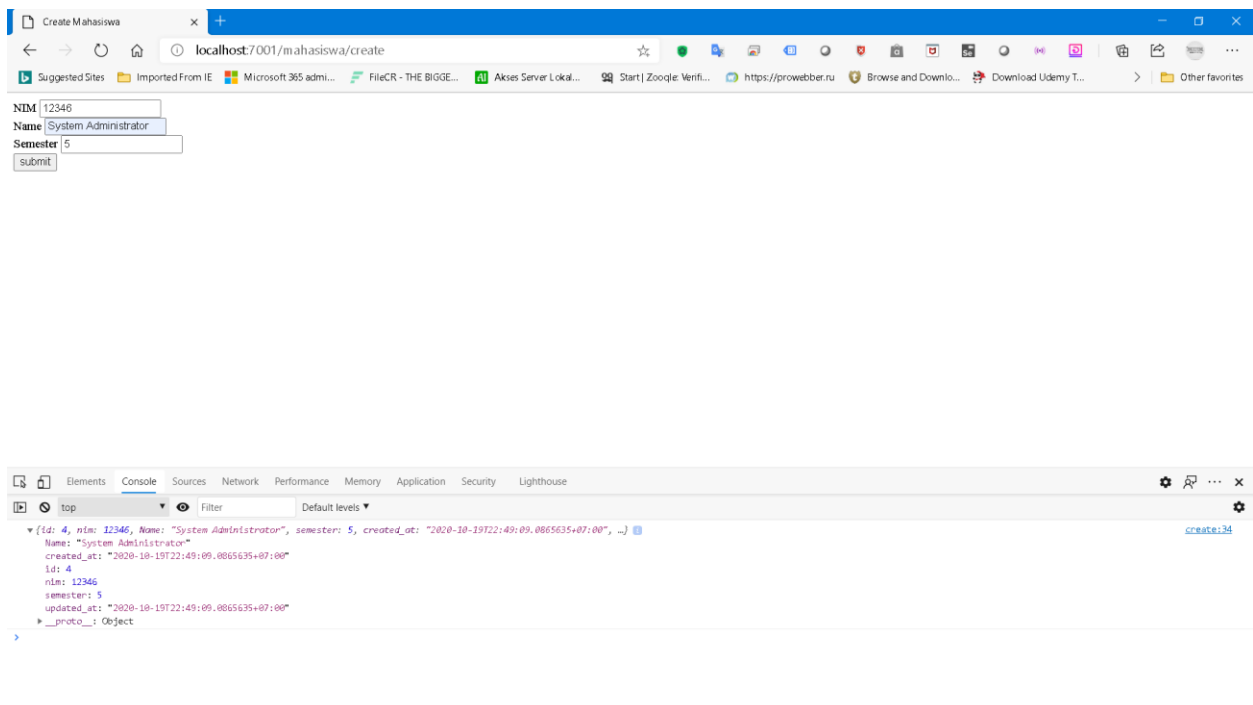 Create Mahasiswa
localhost:7001/mahasiswa/create
Suggested Sites Imported From IE Microsoft 365 admi... FileCR - THE BIGGE... Akses Server Lokal... Start | Zooqle: Verifi... https://prowebber.ru Browse and Downlo... Download Udemy T... Other favorites
NIM 12346
Name System Administrator
Semester 5
submit
Elements Console Sources Network Performance Memory Application Security Lighthouse
top Filter Default levels ▼
▼{id: 4, nim: 12346, Name: "System Administrator", semester: 5, created_at: "2020-10-19T22:49:09.0865635+07:00", …} create:34
Name: "System Administrator"
created_at: "2020-10-19T22:49:09.0865635+07:00"
id: 4
nim: 12346
semester: 5
updated_at: "2020-10-19T22:49:09.0865635+07:00"
▶ __proto__: Object